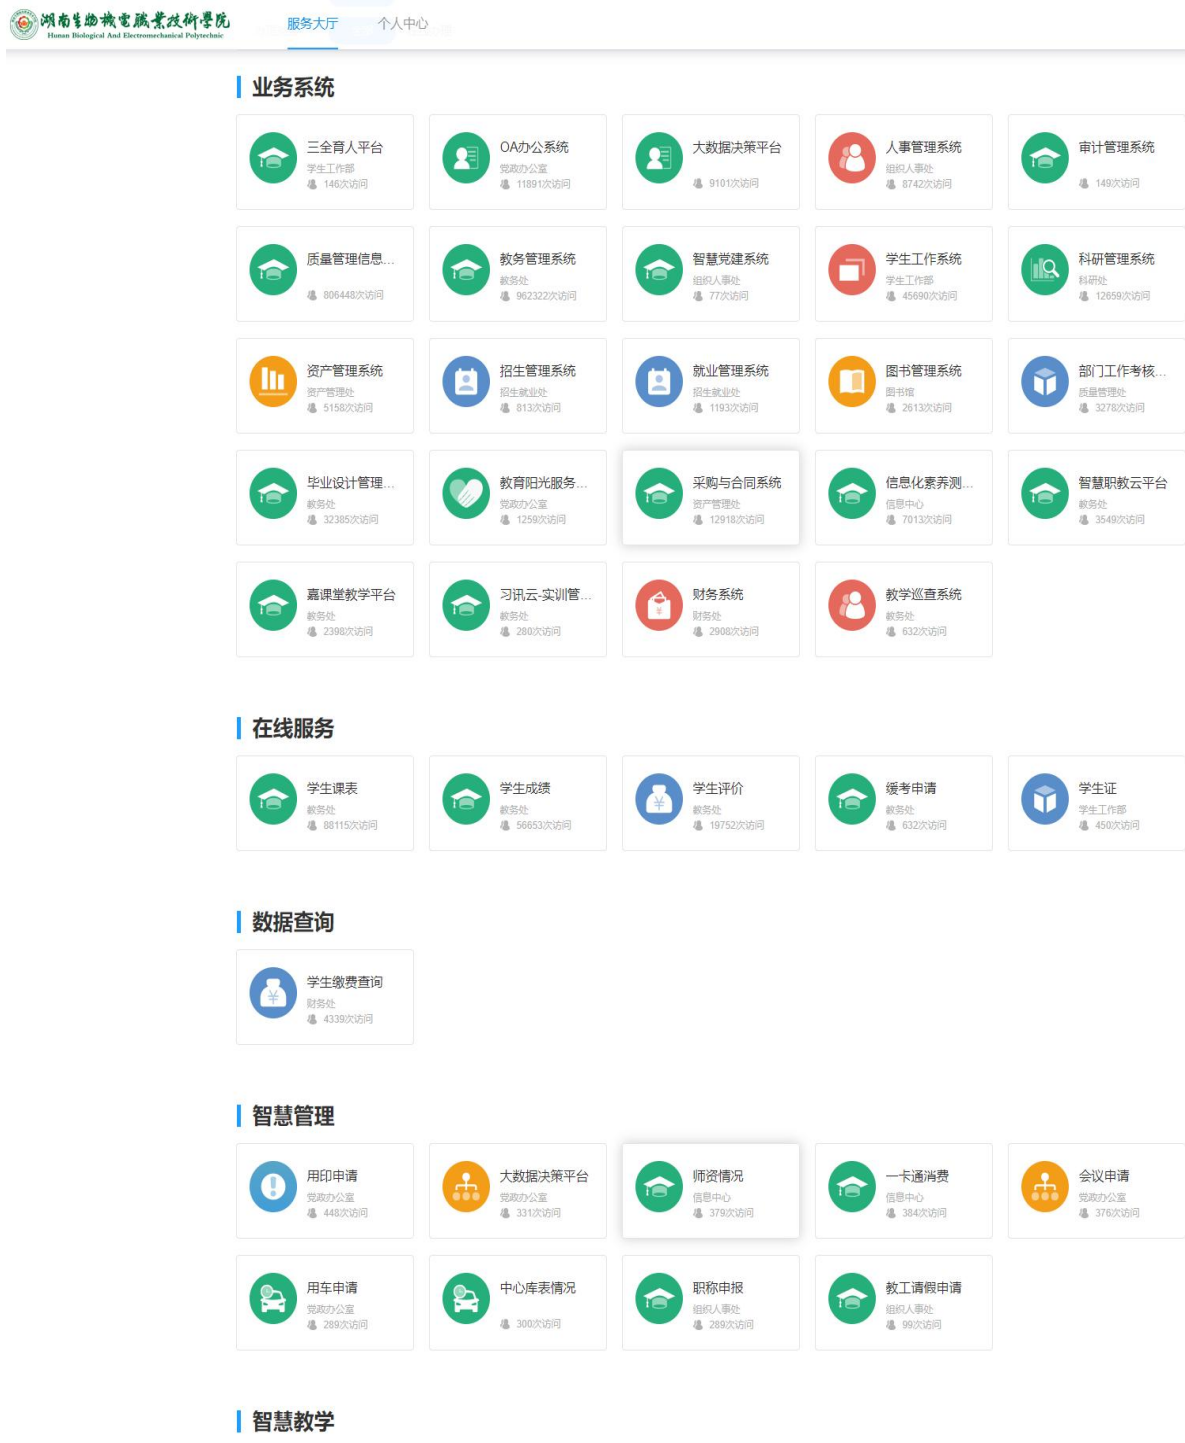 湖南生物機電職業技術學院
Hunan Biological And Electromechanical Polytechnic
服务大厅
个人中心
业务系统
三全育人平台
学生工作部
146次访问
OA办公系统
党政办公室
11891次访问
大数据决策平台
9101次访问
人事管理系统
组织人事处
8742次访问
审计管理系统
149次访问
质量管理信息...
806448次访问
教务管理系统
教务处
962322次访问
智慧党建系统
组织人事处
77次访问
学生工作系统
学生工作部
45690次访问
科研管理系统
科研处
12659次访问
资产管理系统
资产管理处
5158次访问
招生管理系统
招生就业处
813次访问
就业管理系统
招生就业处
1193次访问
图书管理系统
图书馆
2613次访问
部门工作考核...
质量管理处
3278次访问
毕业设计管理...
教务处
32385次访问
教育阳光服务...
党政办公室
1259次访问
采购与合同系统
资产管理处
12918次访问
信息化素养测...
信息中心
7013次访问
智慧职教云平台
教务处
3549次访问
嘉课堂教学平台
教务处
2398次访问
习讯云-实训管...
教务处
280次访问
财务系统
财务处
2908次访问
教学巡查系统
教务处
632次访问
在线服务
学生课表
教务处
88115次访问
学生成绩
教务处
56653次访问
学生评价
教务处
19752次访问
缓考申请
教务处
632次访问
学生证
学生工作部
450次访问
数据查询
学生缴费查询
财务处
4339次访问
智慧管理
用印申请
党政办公室
448次访问
大数据决策平台
党政办公室
331次访问
师资情况
信息中心
379次访问
一卡通消费
信息中心
384次访问
会议申请
党政办公室
376次访问
用车申请
党政办公室
289次访问
中心库表情况
300次访问
职称申报
组织人事处
289次访问
教工请假申请
组织人事处
99次访问
智慧教学